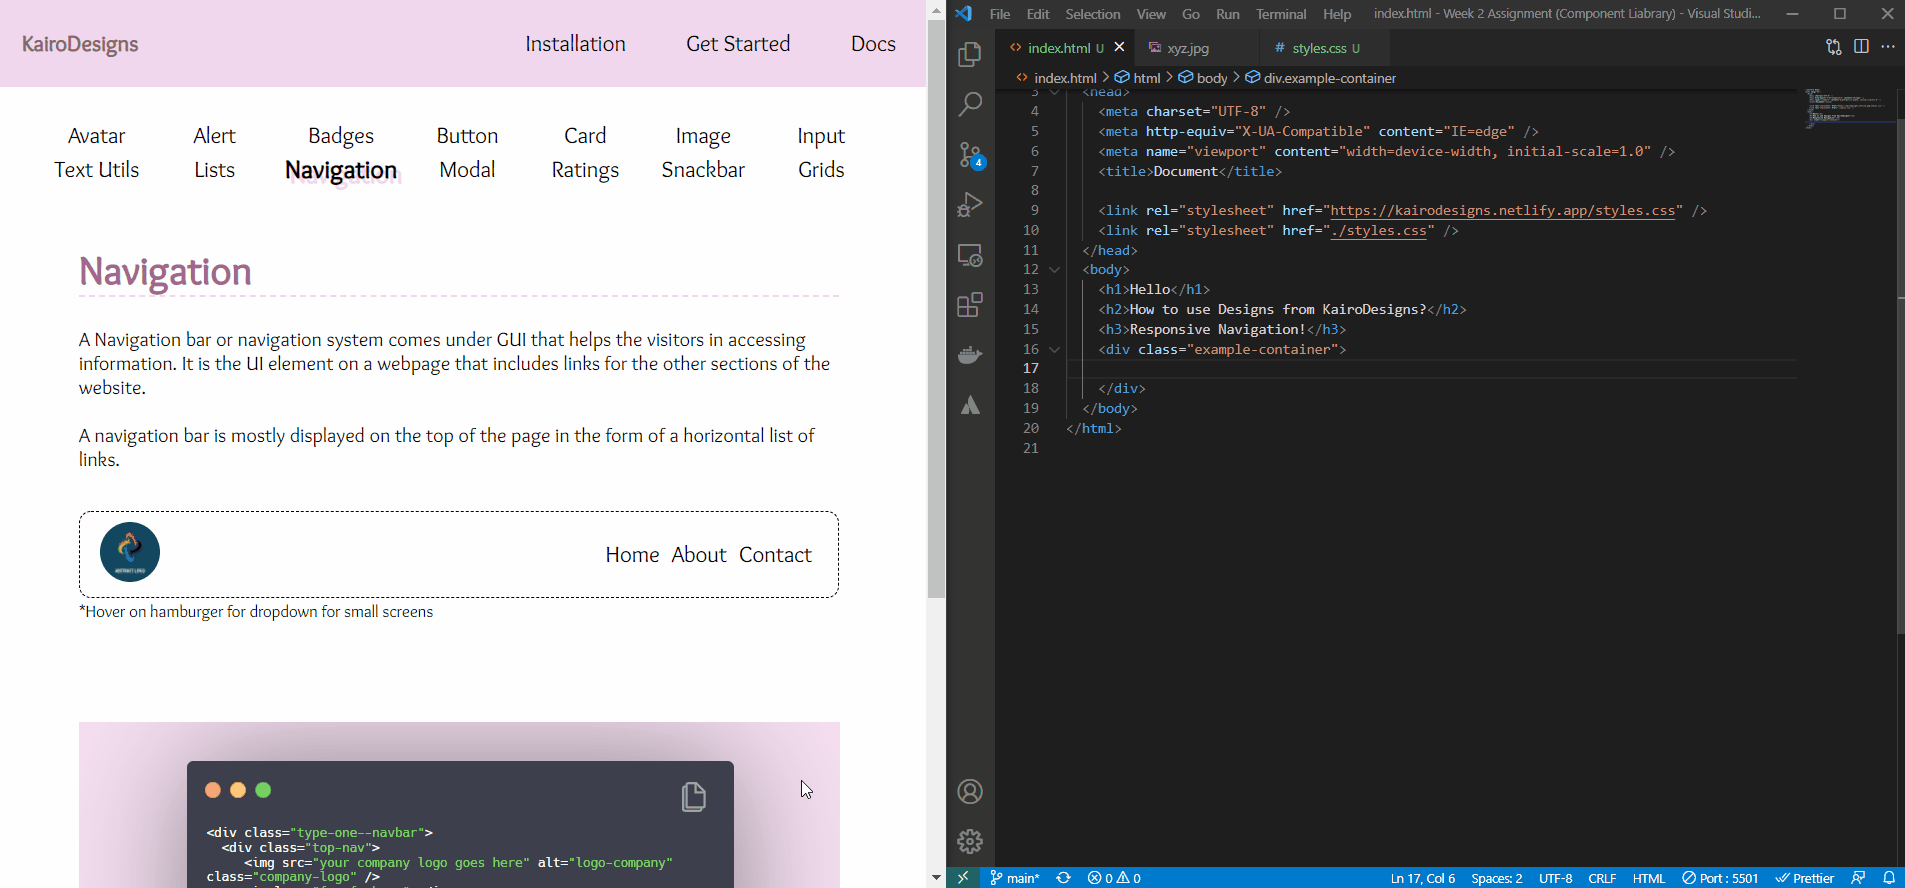 KairoDesigns
Installation Get Started Docs
Avatar Alert Badges Button Card Image Input
Text Utils Lists Navigation Modal Ratings Snackbar Grids
Navigation
A Navigation bar or navigation system comes under GUI that helps the visitors in accessing
information. It is the UI element on a webpage that includes links for the other sections of the
website.
A navigation bar is mostly displayed on the top of the page in the form of a horizontal list of
links.
Home About Contact
*Hover on hamburger for dropdown for small screens
<div class="type-one--navbar">
<div class="top-nav">
<img src="your company logo goes here" alt="logo-company"
class="company-logo" />
File Edit Selection View Go Run Terminal Help index.html - Week 2 Assignment (Component Liabrary) - Visual Studi...
index.html U xyz.jpg # styles.css U
index.html > html > body > div.example-container
3 <head>
4 <meta charset="UTF-8" />
5 <meta http-equiv="X-UA-Compatible" content="IE=edge" />
6 <meta name="viewport" content="width=device-width, initial-scale=1.0" />
7 <title>Document</title>
8
9 <link rel="stylesheet" href="https://kairodesigns.netlify.app/styles.css" />
10 <link rel="stylesheet" href="./styles.css" />
11 </head>
12 <body>
13 <h1>Hello</h1>
14 <h2>How to use Designs from KairoDesigns?</h2>
15 <h3>Responsive Navigation!</h3>
16 <div class="example-container">
17
18 </div>
19 </body>
20 </html>
21
4
main* 0 0 Ln 17, Col 6 Spaces: 2 UTF-8 CRLF HTML Port : 5501 Prettier